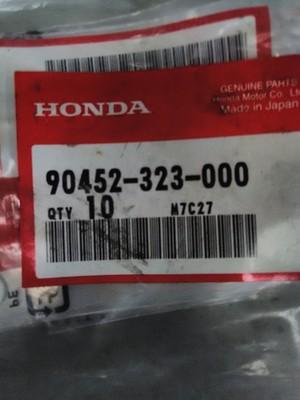 GENUINE PARTS
Honda Motor Co. Ltd
Made in Japan
HONDA
90452-323-000
QTY 10 M7C27